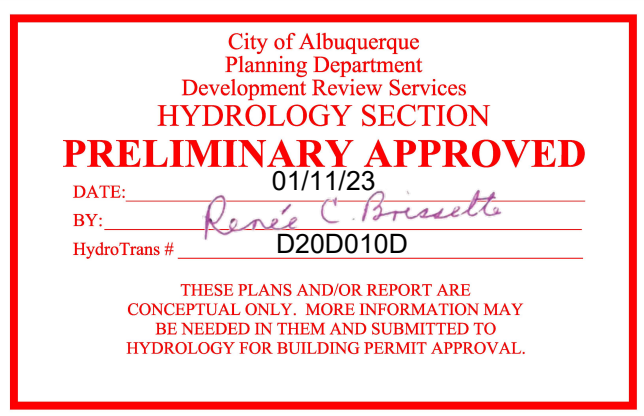 City of Albuquerque
Planning Department
Development Review Services
HYDROLOGY SECTION
PRELIMINARY APPROVED
DATE: 01/11/23
BY: Renée C. Brissette
HydroTrans # D20D010D
THESE PLANS AND/OR REPORT ARE
CONCEPTUAL ONLY. MORE INFORMATION MAY
BE NEEDED IN THEM AND SUBMITTED TO
HYDROLOGY FOR BUILDING PERMIT APPROVAL.